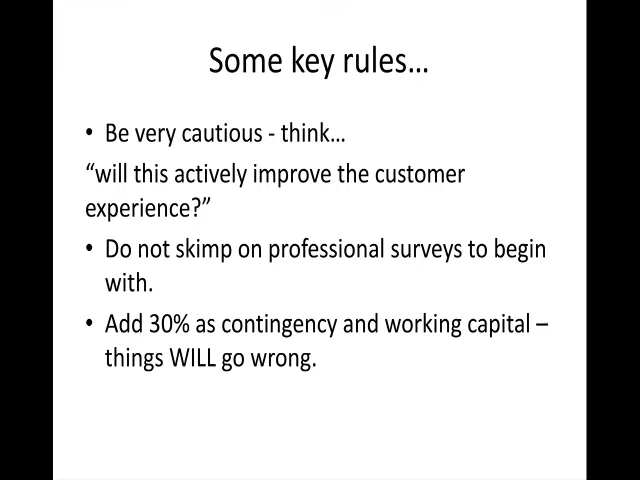 Some key rules…
• Be very cautious - think…
“will this actively improve the customer
experience?”
• Do not skimp on professional surveys to begin
with.
• Add 30% as contingency and working capital –
things WILL go wrong.